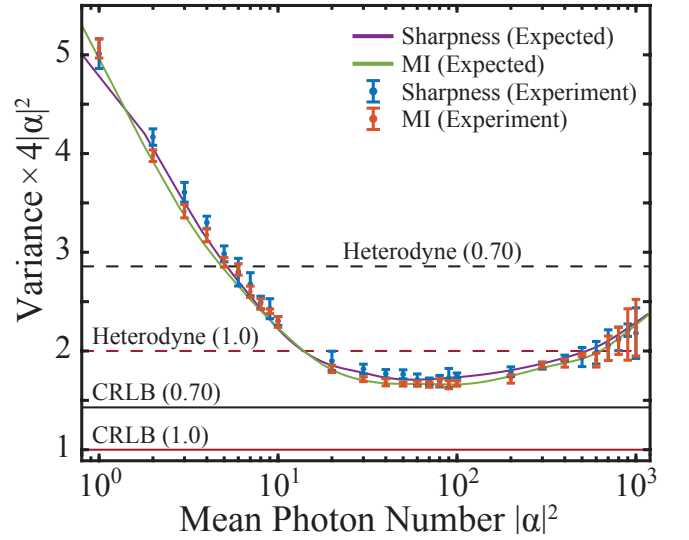 Variance × 4|α|²
5
4
3
2
1
Sharpness (Expected)
MI (Expected)
Sharpness (Experiment)
MI (Experiment)
Heterodyne (0.70)
Heterodyne (1.0)
CRLB (0.70)
CRLB (1.0)
10⁰
10¹
10²
10³
Mean Photon Number |α|²